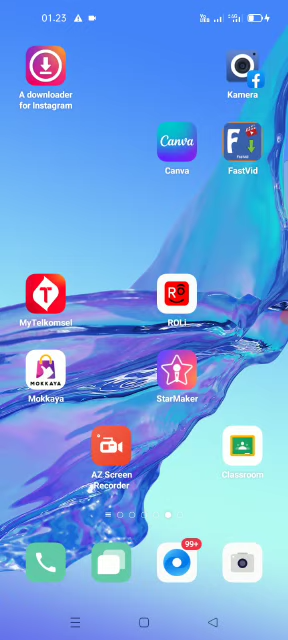 01.23
A downloader
for Instagram
Kamera
Canva
Canva
FastVid
MyTelkomsel
ROLi
MOKKAYA
Mokkaya
StarMaker
AZ Screen
Recorder
Classroom
99+